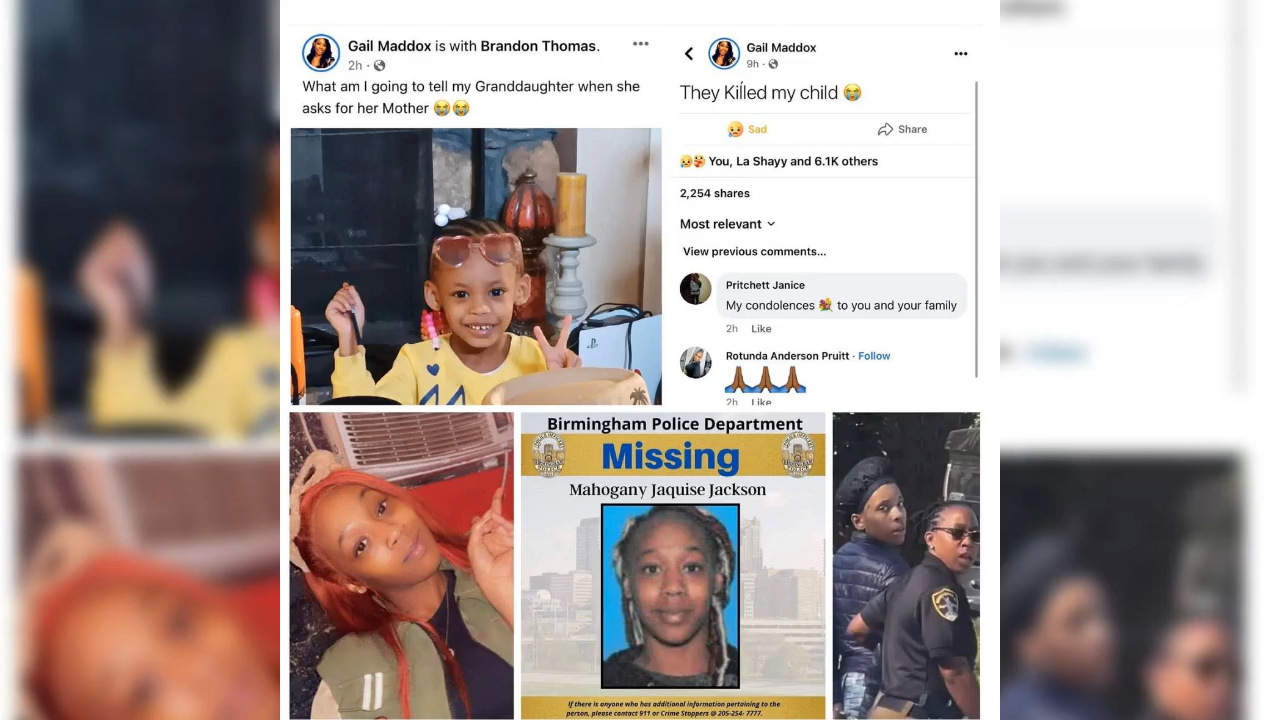 Gail Maddox is with Brandon Thomas.
2h ·
What am I going to tell my Granddaughter when she
asks for her Mother 😭😭
Gail Maddox
9h ·
They Killed my child 😭
Sad
Share
You, La Shayy and 6.1K others
2,254 shares
Most relevant
View previous comments...
Pritchett Janice
My condolences 💐 to you and your family
2h Like
Rotunda Anderson Pruitt · Follow
🙏🏾🙏🏾🙏🏾
2h Like
Birmingham Police Department
Missing
Mahogany Jaquise Jackson
If there is anyone who has additional information pertaining to the
person, please contact 911 or Crime Stoppers @ 205-254- 7777.